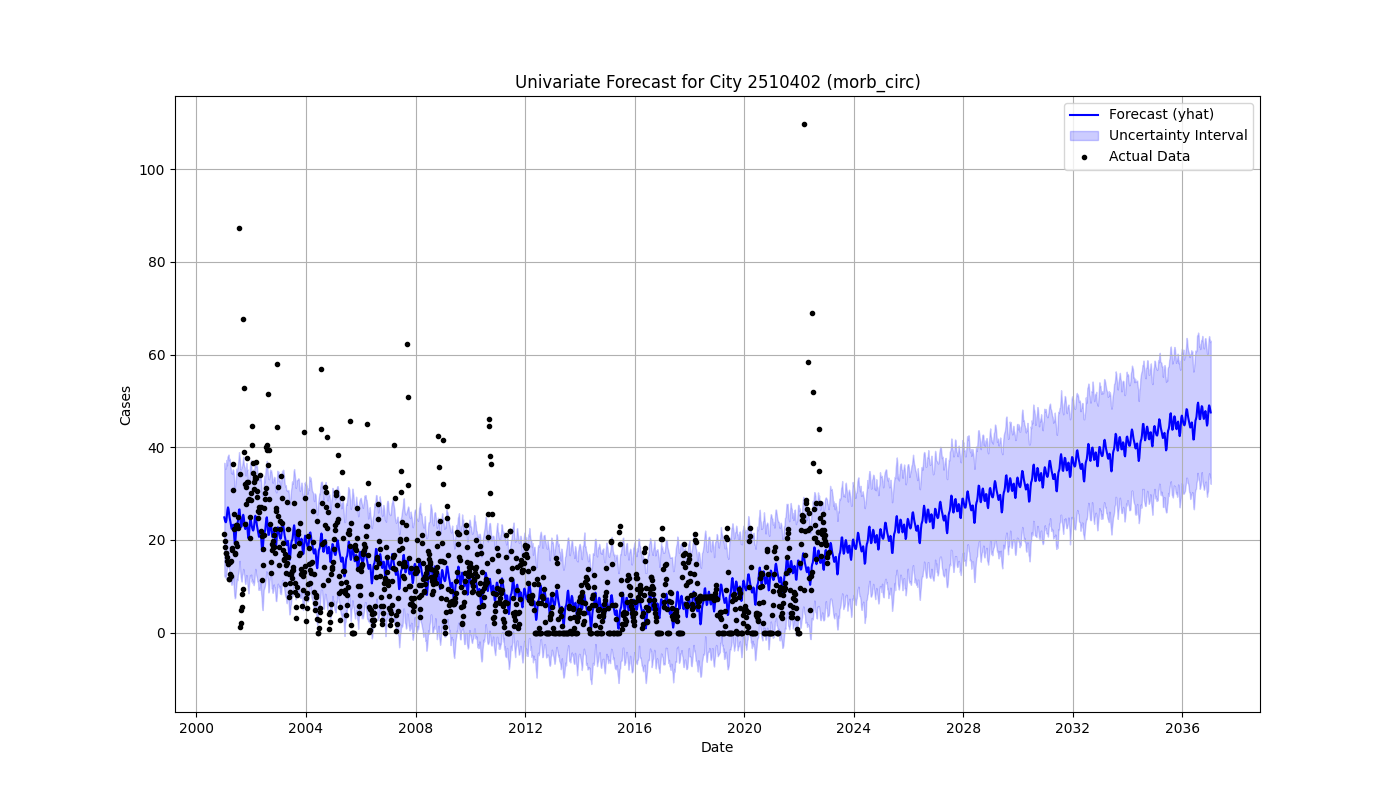 Univariate Forecast for City 2510402 (morb_circ)
Forecast (yhat)
Uncertainty Interval
Actual Data
100
80
60
40
20
0
Cases
2000 2004 2008 2012 2016 2020 2024 2028 2032 2036
Date